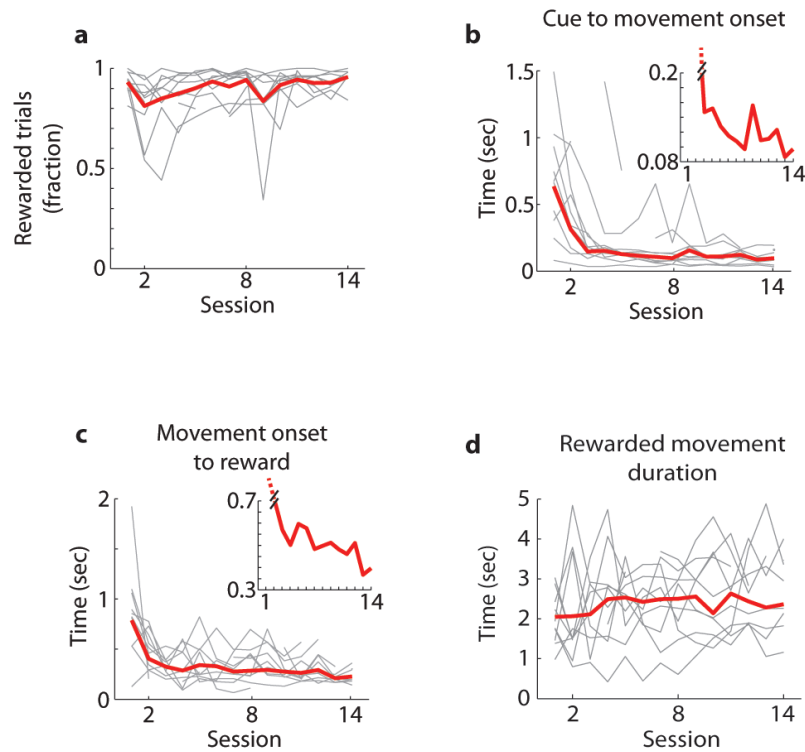 a
Rewarded trials
(fraction)
1
0.5
0
2
8
14
Session
b
Cue to movement onset
Time (sec)
1.5
1
0.5
0
2
8
14
Session
0.2
0.08
1
14
c
Movement onset
to reward
Time (sec)
2
1
0
2
8
14
Session
0.7
0.3
1
14
d
Rewarded movement
duration
Time (sec)
5
4
3
2
1
0
2
8
14
Session